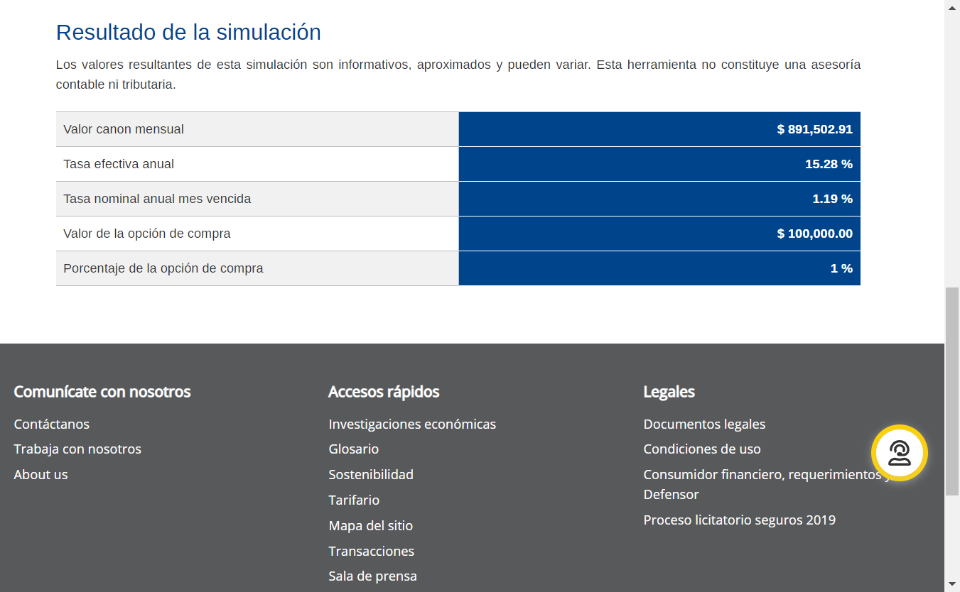 Resultado de la simulación
Los valores resultantes de esta simulación son informativos, aproximados y pueden variar. Esta herramienta no constituye una asesoría
contable ni tributaria.
Valor canon mensual $ 891,502.91
Tasa efectiva anual 15.28 %
Tasa nominal anual mes vencida 1.19 %
Valor de la opción de compra $ 100,000.00
Porcentaje de la opción de compra 1 %
Comunícate con nosotros
Contáctanos
Trabaja con nosotros
About us
Accesos rápidos
Investigaciones económicas
Glosario
Sostenibilidad
Tarifario
Mapa del sitio
Transacciones
Sala de prensa
Legales
Documentos legales
Condiciones de uso
Consumidor financiero, requerimientos y
Defensor
Proceso licitatorio seguros 2019